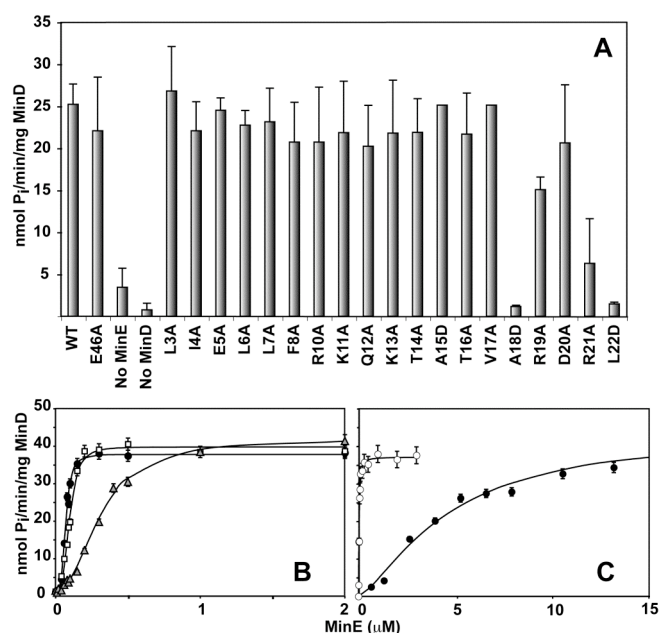 A
nmol Pi/min/mg MinD
35
30
25
20
15
10
5
WT
E46A
No MinE
No MinD
L3A
I4A
E5A
L6A
L7A
F8A
R10A
K11A
Q12A
K13A
T14A
A15D
T16A
V17A
A18D
R19A
D20A
R21A
L22D
nmol Pi/min/mg MinD
50
40
30
20
10
0
B
C
0 1 2
0 5 10 15
MinE (μM)